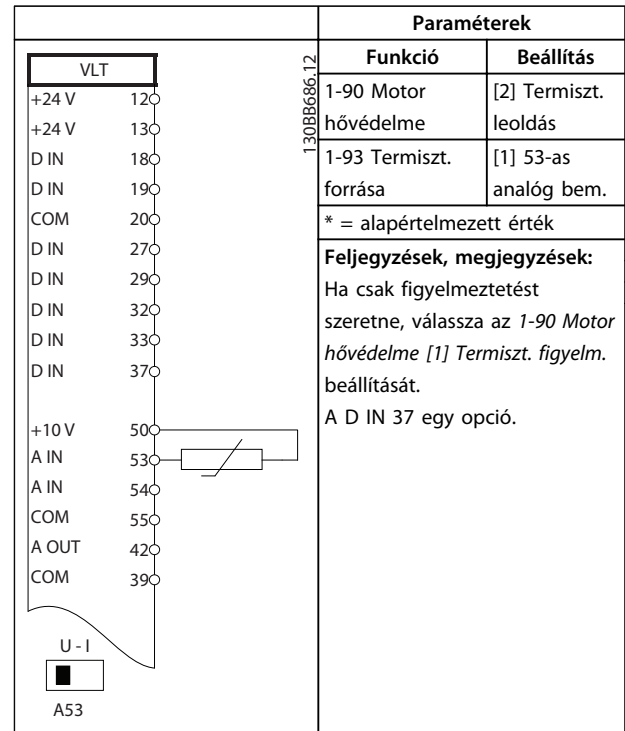 Paraméterek
Funkció Beállítás
1-90 Motor hővédelme [2] Termiszt. leoldás
1-93 Termiszt. forrása [1] 53-as analóg bem.
* = alapértelmezett érték
Feljegyzések, megjegyzések:
Ha csak figyelmeztetést
szeretne, válassza az 1-90 Motor
hővédelme [1] Termiszt. figyelm.
beállítását.
A D IN 37 egy opció.
VLT
130BB686.12
+24 V 12
+24 V 13
D IN 18
D IN 19
COM 20
D IN 27
D IN 29
D IN 32
D IN 33
D IN 37
+10 V 50
A IN 53
A IN 54
COM 55
A OUT 42
COM 39
U - I
A53